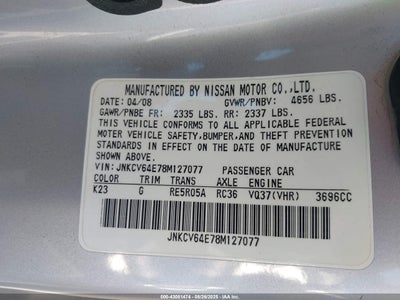 MANUFACTURED BY NISSAN MOTOR CO.,LTD.
DATE: 04/08 GVWR/PNBV: 4656 LBS.
GAWR/PNBE FR: 2335 LBS. RR: 2337 LBS.
THIS VEHICLE CONFORMS TO ALL APPLICABLE FEDERAL
MOTOR VEHICLE SAFETY,BUMPER,AND THEFT PREVENTION
STANDARDS IN EFFECT ON THE DATE OF MANUFACTURE
SHOWN ABOVE.
VIN: JNKCV64E78M127077 PASSENGER CAR
COLOR TRIM TRANS AXLE ENGINE
K23 G RE5R05A RC36 VQ37(VHR) 3696CC
JNKCV64E78M127077